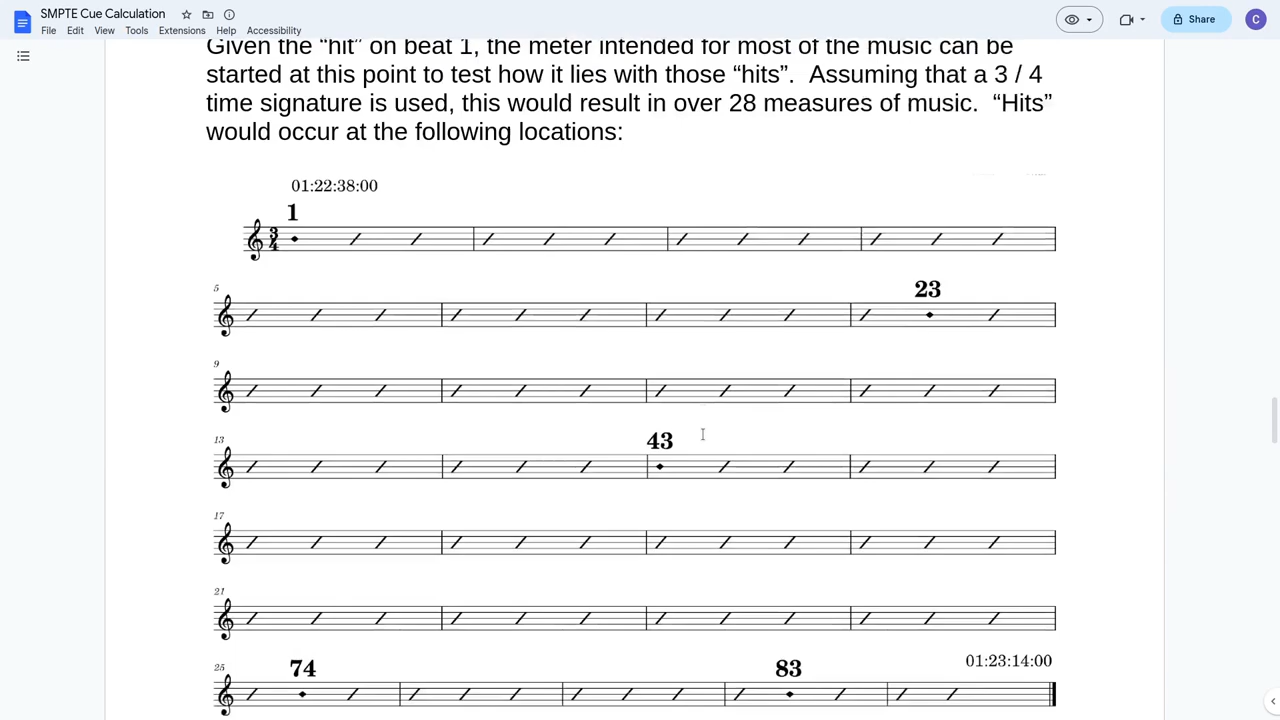 SMPTE Cue Calculation
File Edit View Tools Extensions Help Accessibility
Share
C
Given the “hit” on beat 1, the meter intended for most of the music can be
started at this point to test how it lies with those “hits”. Assuming that a 3 / 4
time signature is used, this would result in over 28 measures of music. “Hits”
would occur at the following locations:
01:22:38:00
1
3
4
5
23
9
13
43
17
21
25
74
83
01:23:14:00